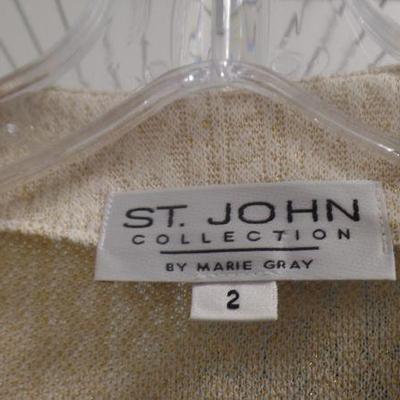 ST. JOHN
COLLECTION
BY MARIE GRAY
2